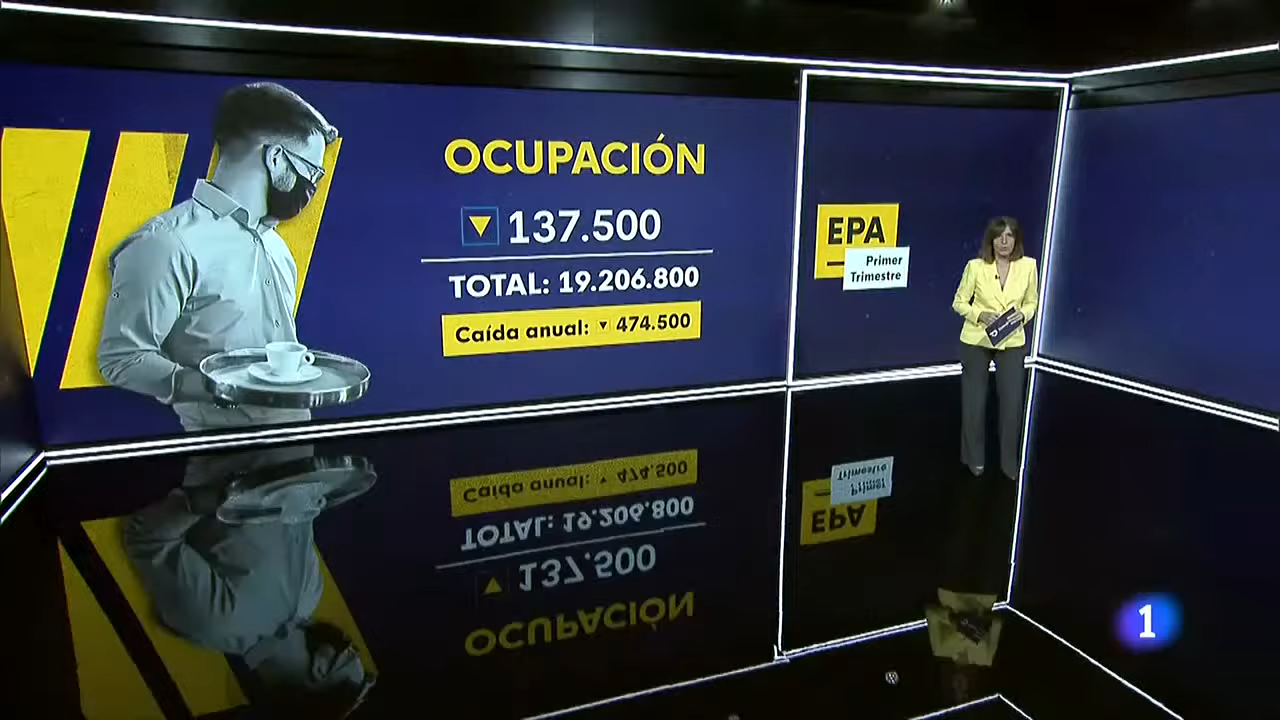 OCUPACIÓN
137.500
TOTAL: 19.206.800
Caída anual: 474.500
EPA
Primer
Trimestre
1